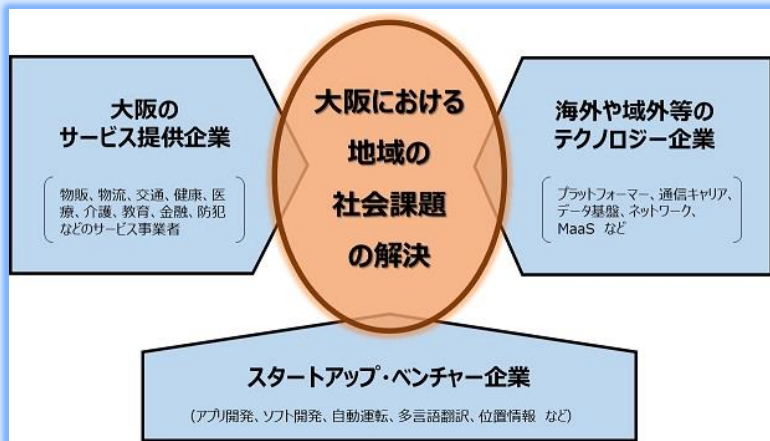 大阪の
サービス提供企業
物販、物流、交通、健康、医
療、介護、教育、金融、防犯
などのサービス事業者
大阪における
地域の
社会課題
の解決
海外や域外等の
テクノロジー企業
プラットフォーマー、通信キャリア、
データ基盤、ネットワーク、
MaaS など
スタートアップ・ベンチャー企業
(アプリ開発、ソフト開発、自動運転、多言語翻訳、位置情報 など)